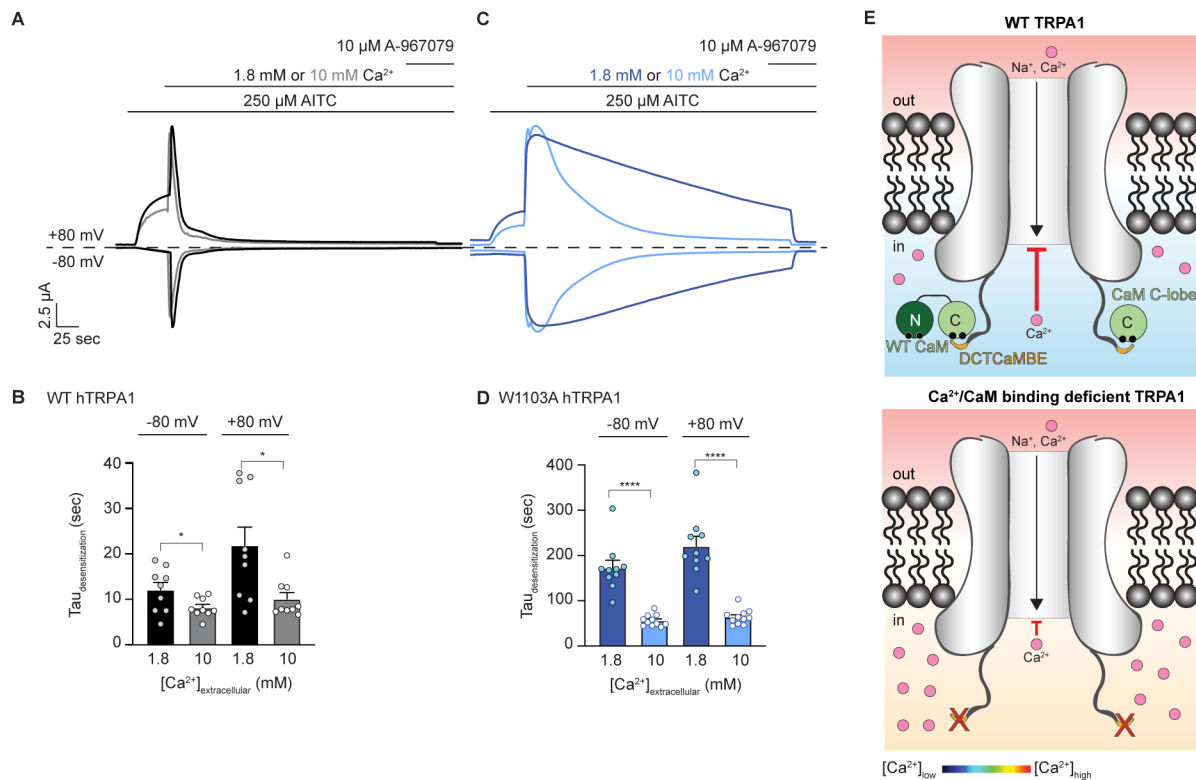 A
10 µM A-967079
1.8 mM or 10 mM Ca²⁺
250 µM AITC
+80 mV
-80 mV
2.5 µA
25 sec
C
10 µM A-967079
1.8 mM or 10 mM Ca²⁺
250 µM AITC
B WT hTRPA1
-80 mV +80 mV
Tau desensitization (sec)
40
30
20
10
0
* *
1.8 10 1.8 10
[Ca²⁺]extracellular (mM)
D W1103A hTRPA1
-80 mV +80 mV
Tau desensitization (sec)
400
300
200
100
0
**** ****
1.8 10 1.8 10
[Ca²⁺]extracellular (mM)
E
WT TRPA1
Na⁺, Ca²⁺
out
in
N C
WT CaM
DCTCaMBE
Ca²⁺
CaM C-lobe
C
Ca²⁺/CaM binding deficient TRPA1
Na⁺, Ca²⁺
out
in
Ca²⁺
X X
[Ca²⁺]low [Ca²⁺]high